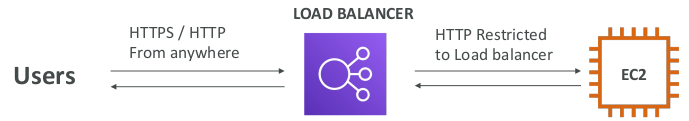 LOAD BALANCER
HTTPS / HTTP
From anywhere
HTTP Restricted
to Load balancer
Users
EC2